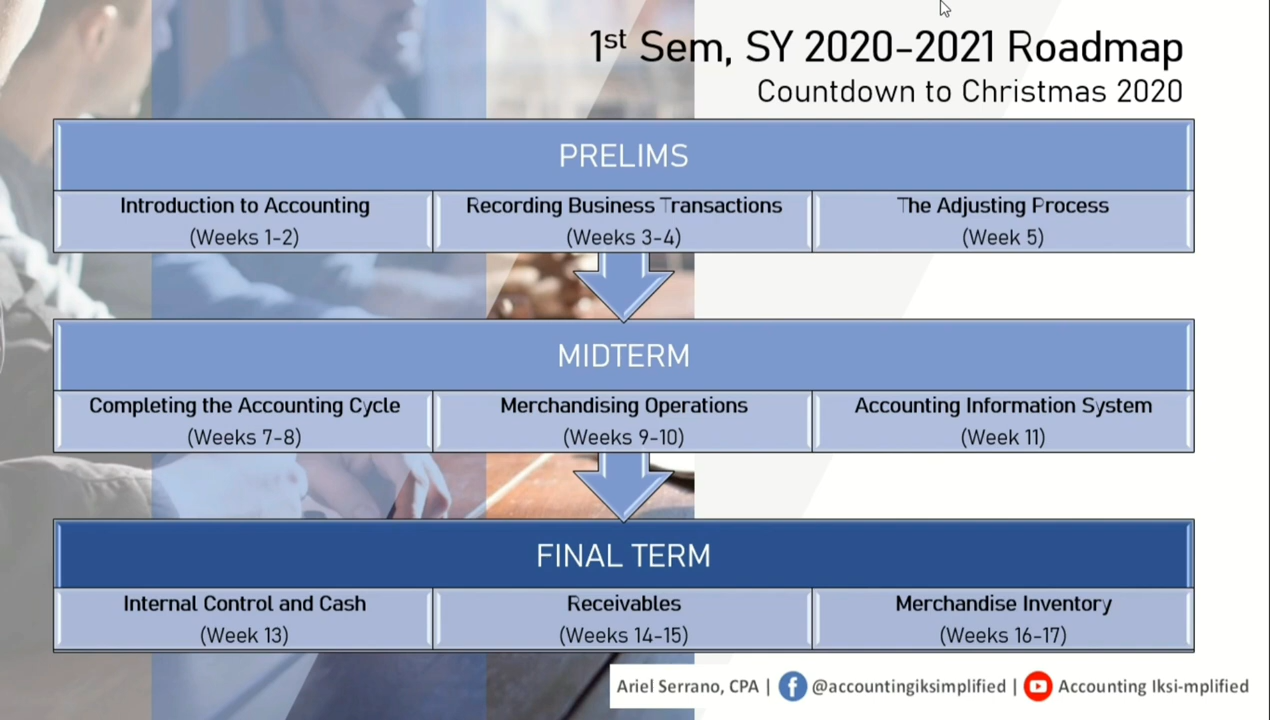 1st Sem, SY 2020-2021 Roadmap
Countdown to Christmas 2020
PRELIMS
Introduction to Accounting
(Weeks 1-2)
Recording Business Transactions
(Weeks 3-4)
The Adjusting Process
(Week 5)
MIDTERM
Completing the Accounting Cycle
(Weeks 7-8)
Merchandising Operations
(Weeks 9-10)
Accounting Information System
(Week 11)
FINAL TERM
Internal Control and Cash
(Week 13)
Receivables
(Weeks 14-15)
Merchandise Inventory
(Weeks 16-17)
Ariel Serrano, CPA | f @accountingiksimplified | Accounting Iksi-mplified